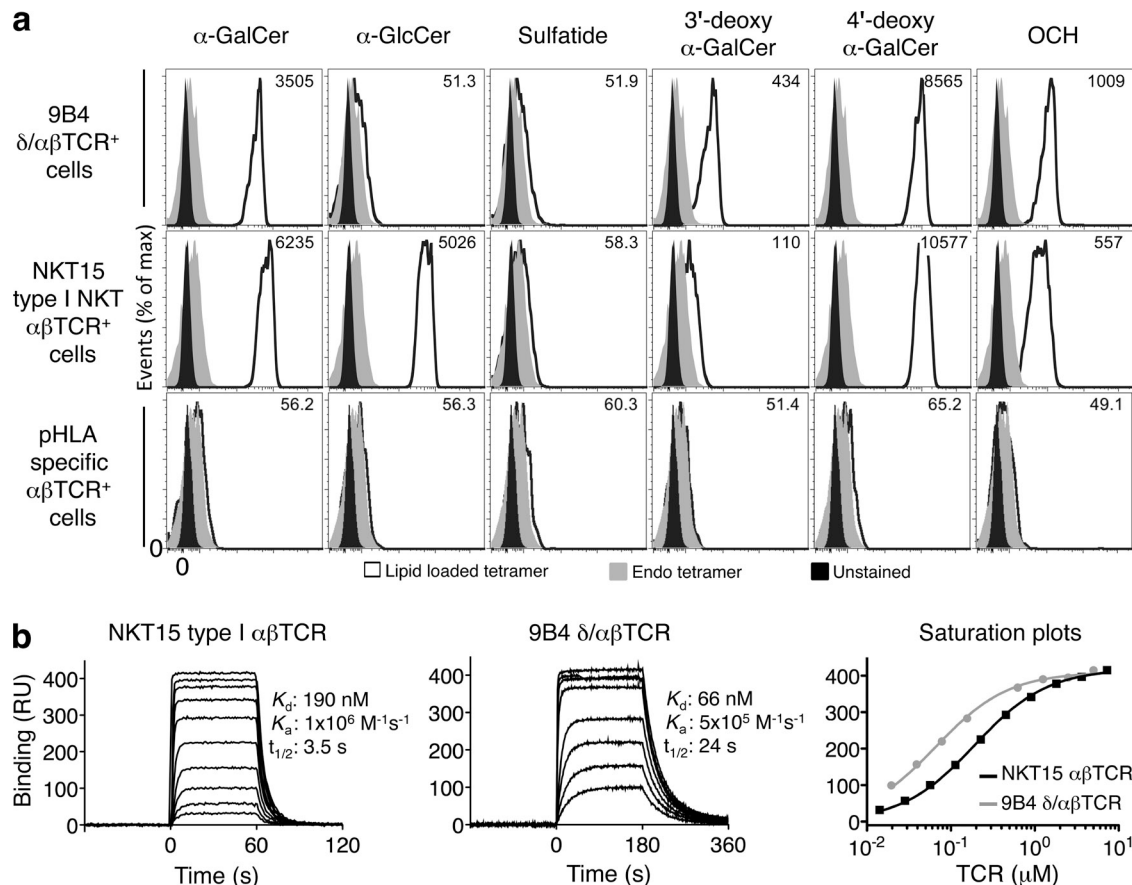 a
α-GalCer
α-GlcCer
Sulfatide
3'-deoxy
α-GalCer
4'-deoxy
α-GalCer
OCH
9B4
δ/αβTCR+
cells
3505
51.3
51.9
434
8565
1009
NKT15
type I NKT
αβTCR+
cells
6235
5026
58.3
110
10577
557
pHLA
specific
αβTCR+
cells
56.2
56.3
60.3
51.4
65.2
49.1
Events (% of max)
0
0
Lipid loaded tetramer
Endo tetramer
Unstained
b
NKT15 type I αβTCR
Binding (RU)
400
300
200
100
0
Kd: 190 nM
Ka: 1x10⁶ M⁻¹s⁻¹
t1/2: 3.5 s
0
60
120
Time (s)
9B4 δ/αβTCR
400
300
200
100
0
Kd: 66 nM
Ka: 5x10⁵ M⁻¹s⁻¹
t1/2: 24 s
0
180
360
Time (s)
Saturation plots
400
300
200
100
0
NKT15 αβTCR
9B4 δ/αβTCR
10⁻²
10⁻¹
10⁰
10¹
TCR (μM)